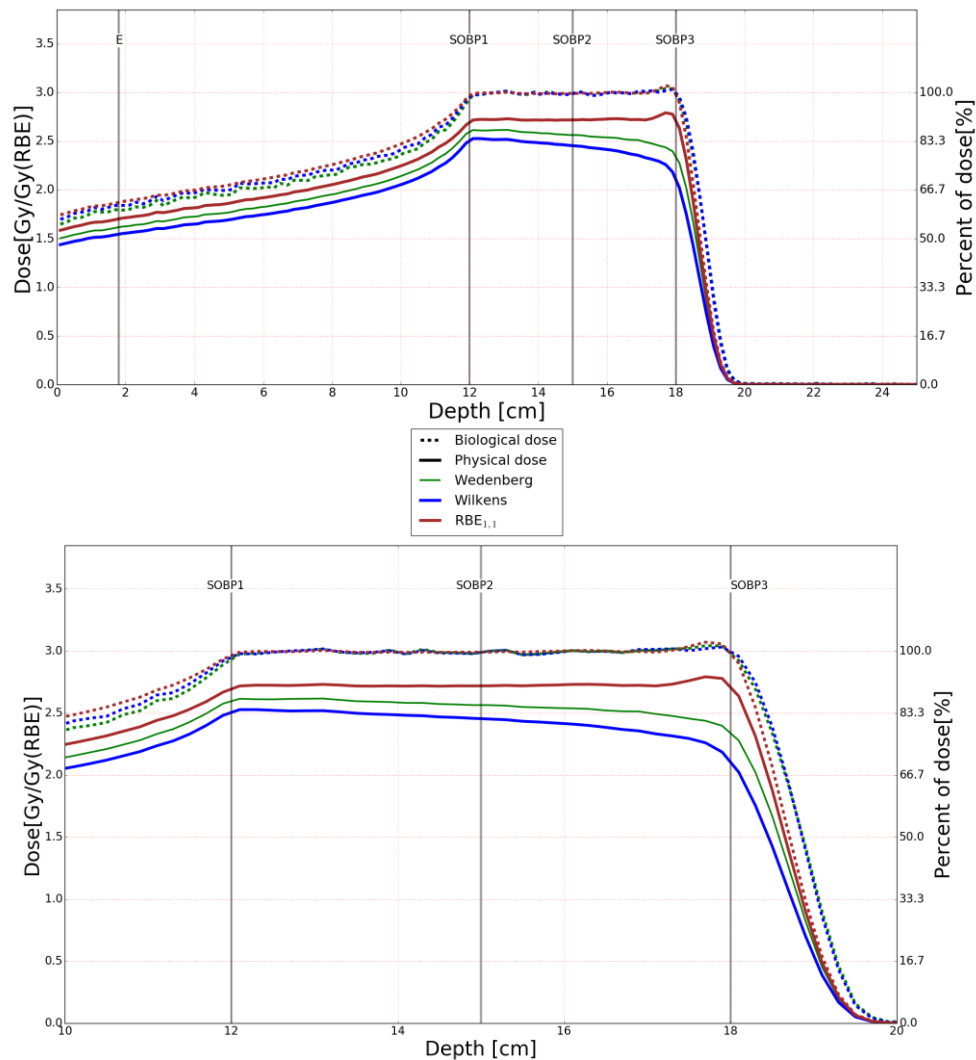 E
SOBP1
SOBP2
SOBP3
3.5
3.0
2.5
2.0
1.5
1.0
0.5
0.0
100.0
83.3
66.7
50.0
33.3
16.7
0.0
0
2
4
6
8
10
12
14
16
18
20
22
24
Dose[Gy/Gy(RBE)]
Percent of dose[%]
Depth [cm]
Biological dose
Physical dose
Wedenberg
Wilkens
RBE1,1
SOBP1
SOBP2
SOBP3
3.5
3.0
2.5
2.0
1.5
1.0
0.5
0.0
100.0
83.3
66.7
50.0
33.3
16.7
0.0
10
12
14
16
18
20
Dose[Gy/Gy(RBE)]
Percent of dose[%]
Depth [cm]